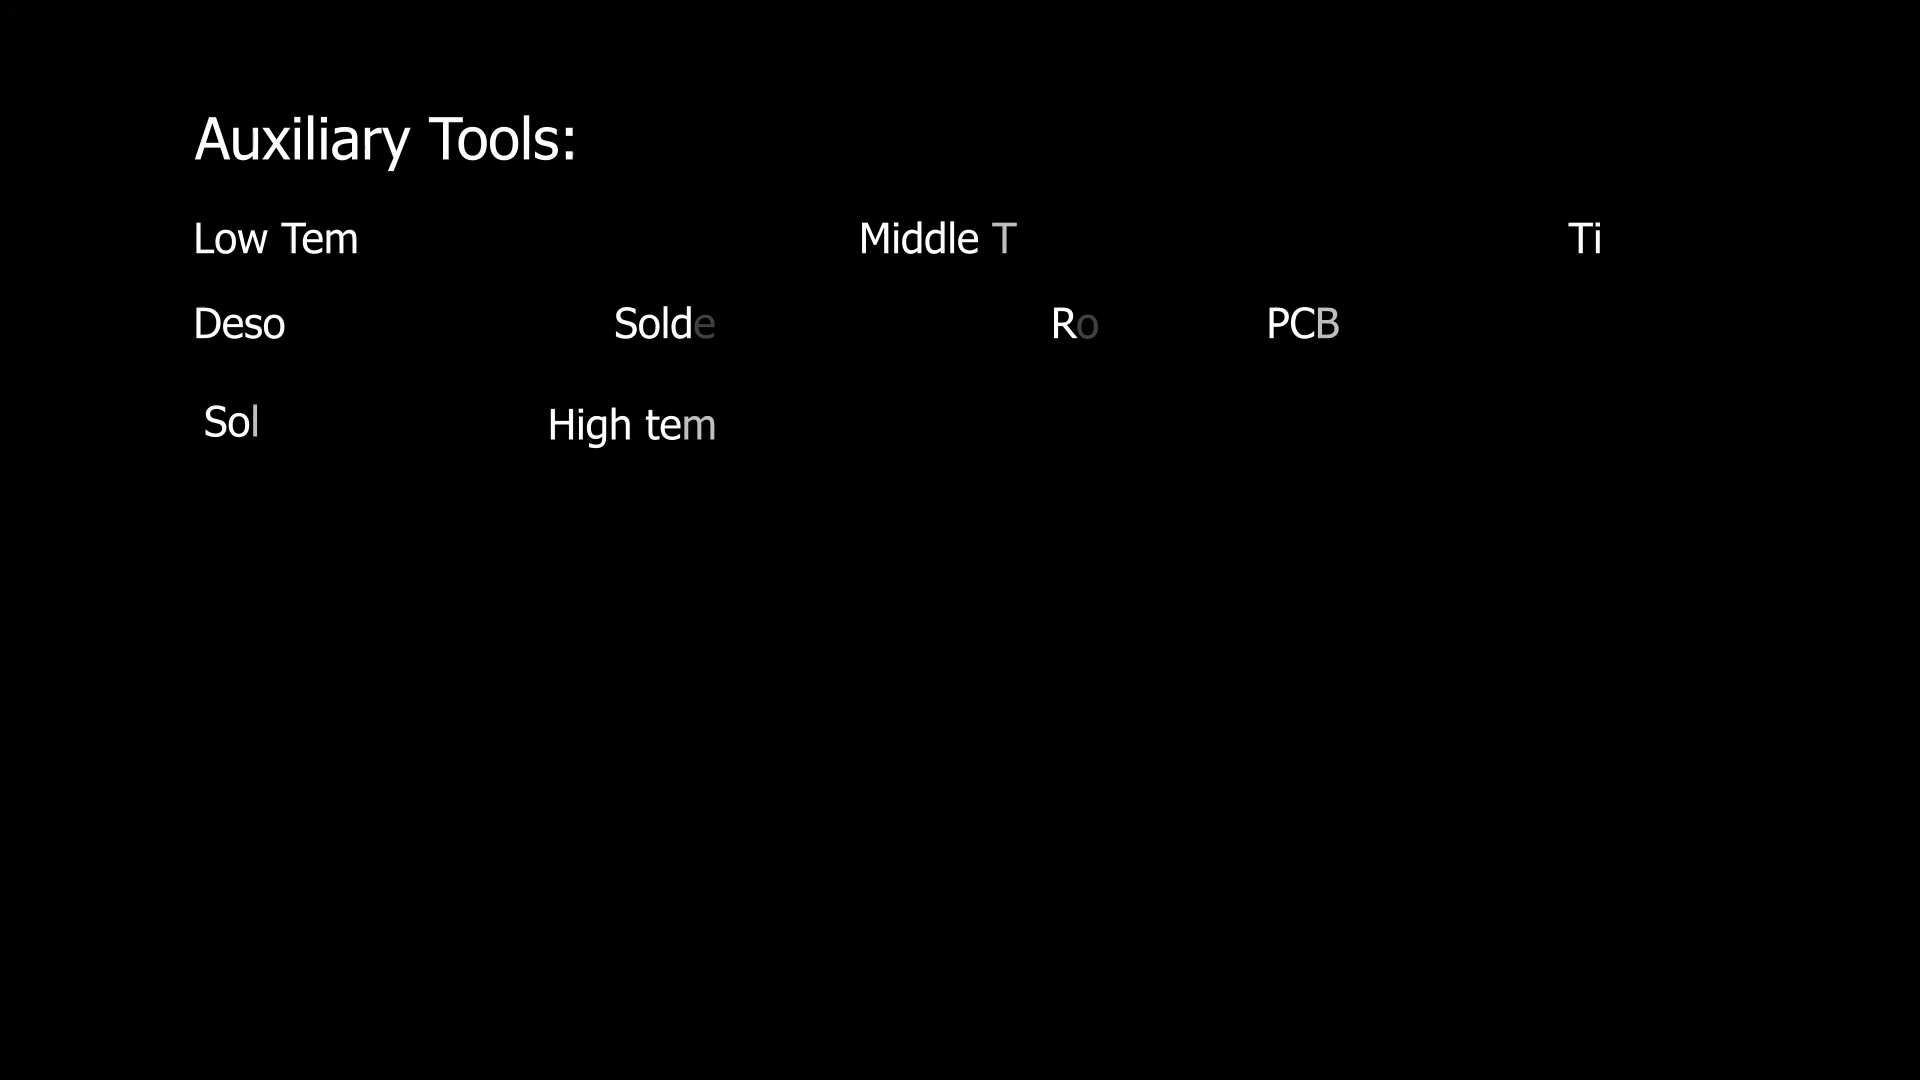 Auxiliary Tools:
Low Tem Middle T Ti
Deso Solde Ro PCB
Sol High tem